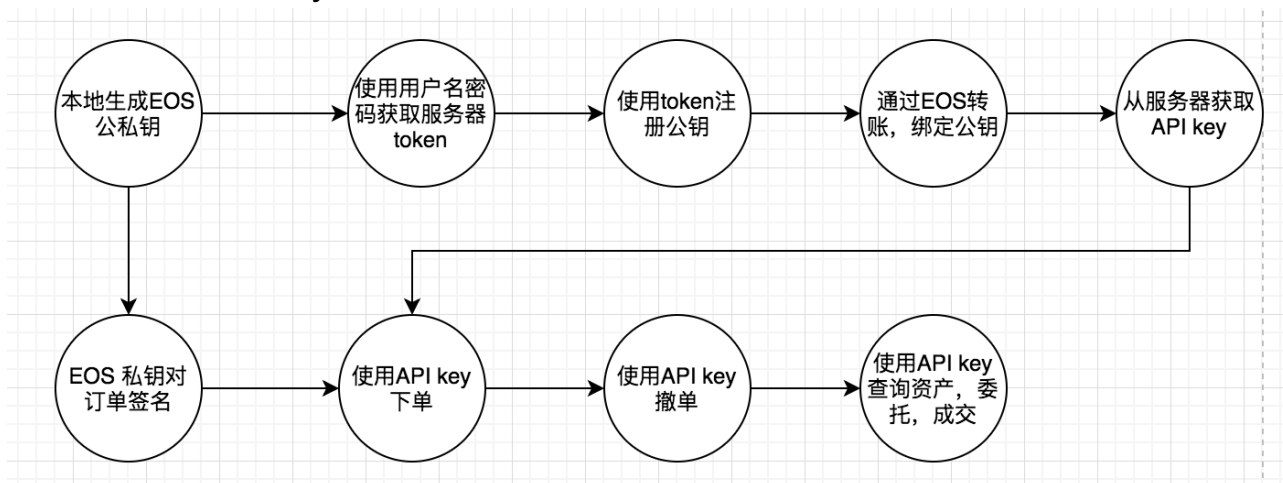 本地生成EOS
公私钥
使用用户名密
码获取服务器
token
使用token注
册公钥
通过EOS转
账，绑定公钥
从服务器获取
API key
EOS 私钥对
订单签名
使用API key
下单
使用API key
撤单
使用API key
查询资产，委
托，成交